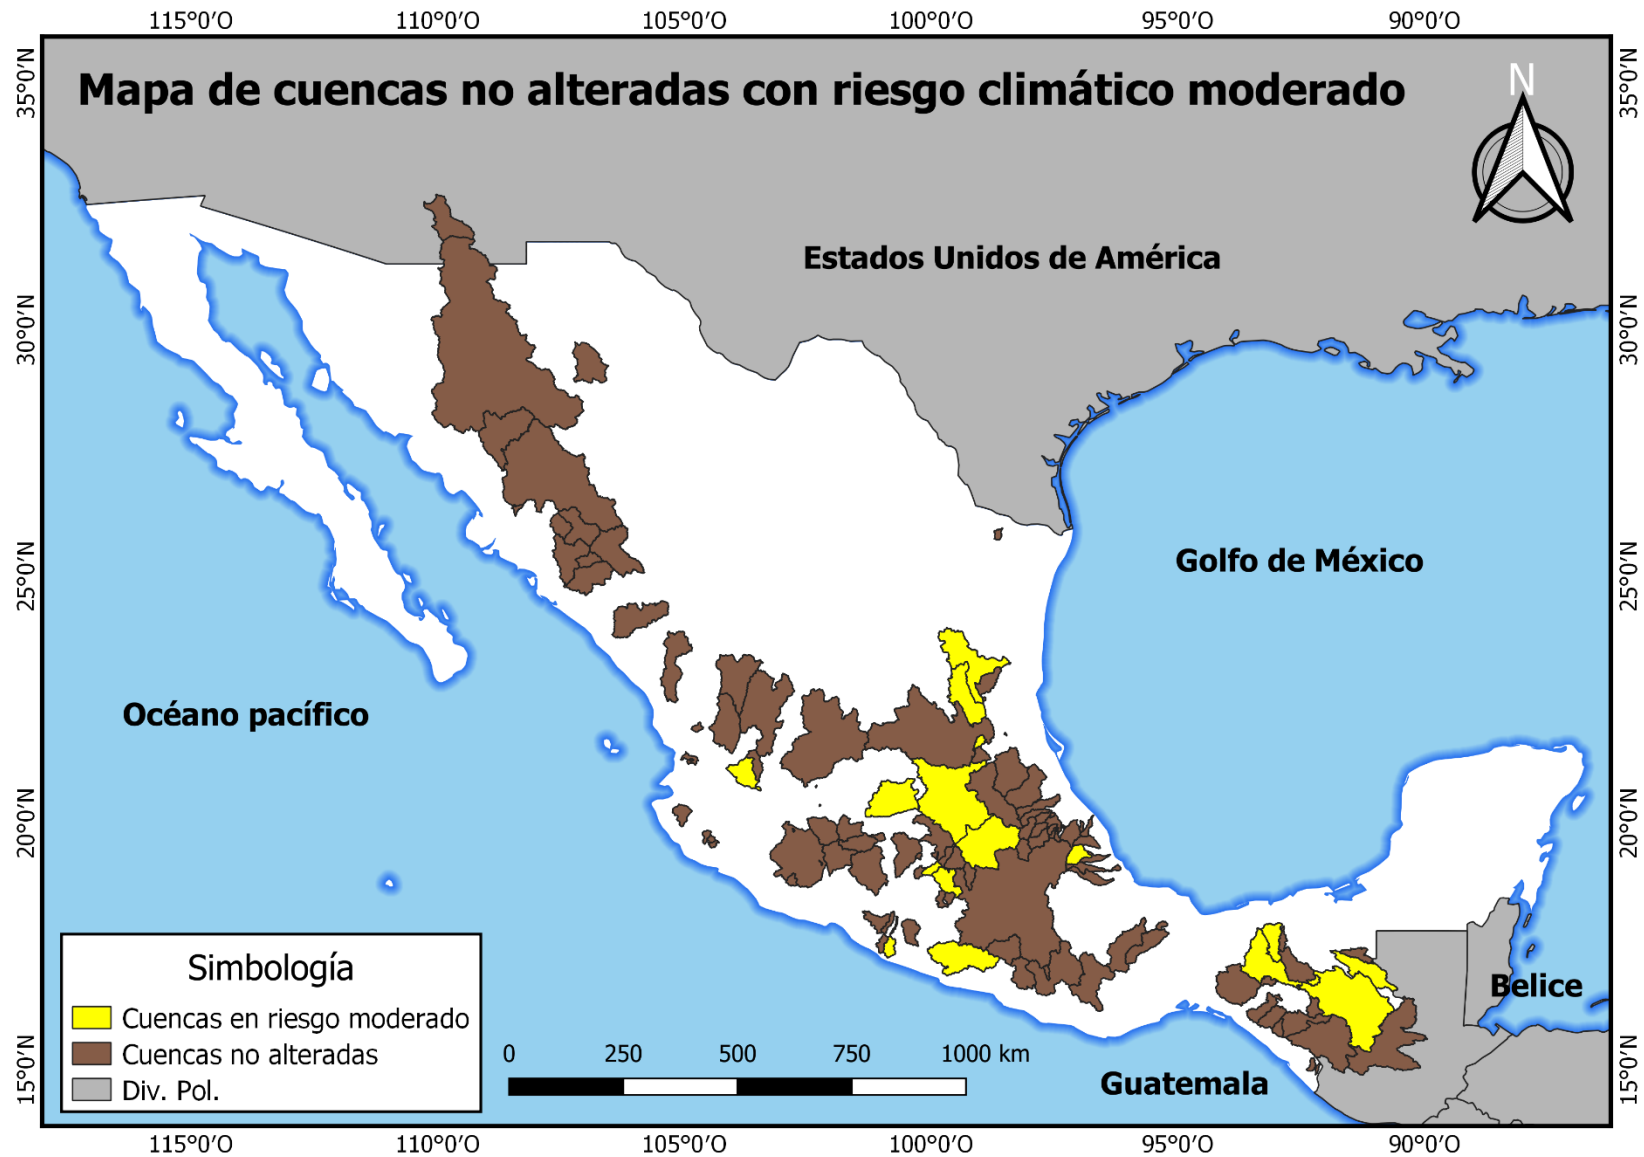 115°0'O 110°0'O 105°0'O 100°0'O 95°0'O 90°0'O
35°0'N 35°0'N
Mapa de cuencas no alteradas con riesgo climático moderado
N
Estados Unidos de América
30°0'N 30°0'N
Golfo de México
25°0'N 25°0'N
Océano pacífico
20°0'N 20°0'N
Belice
Guatemala
15°0'N 15°0'N
Simbología
Cuencas en riesgo moderado
Cuencas no alteradas
Div. Pol.
0 250 500 750 1000 km
115°0'O 110°0'O 105°0'O 100°0'O 95°0'O 90°0'O